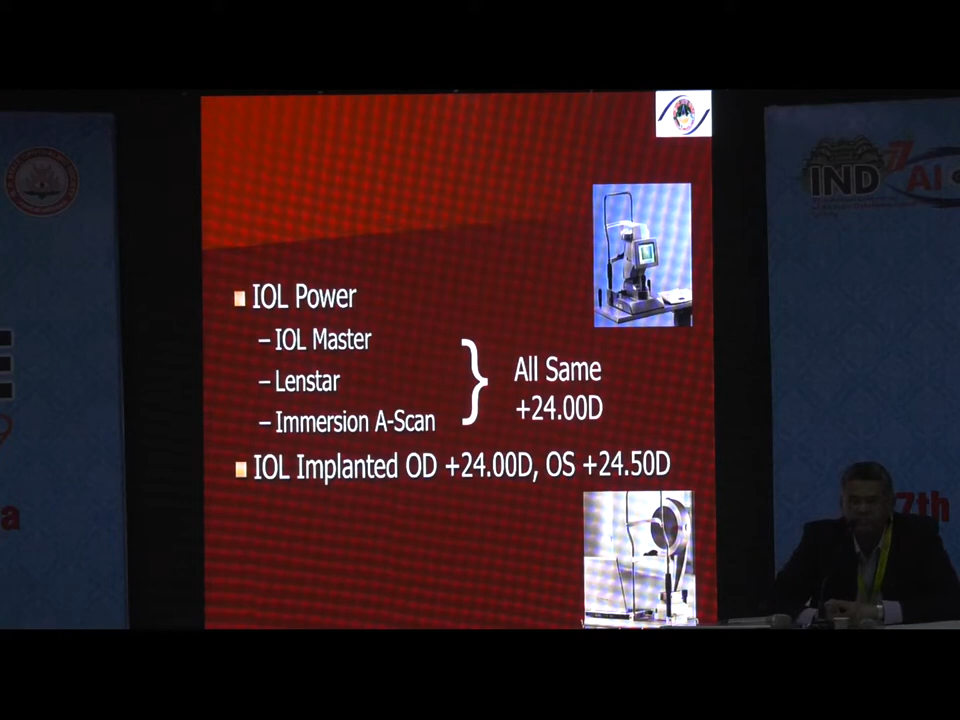 IOL Power
– IOL Master
– Lenstar
– Immersion A-Scan
}
All Same
+24.00D
IOL Implanted OD +24.00D, OS +24.50D
IND
AI
7th
a